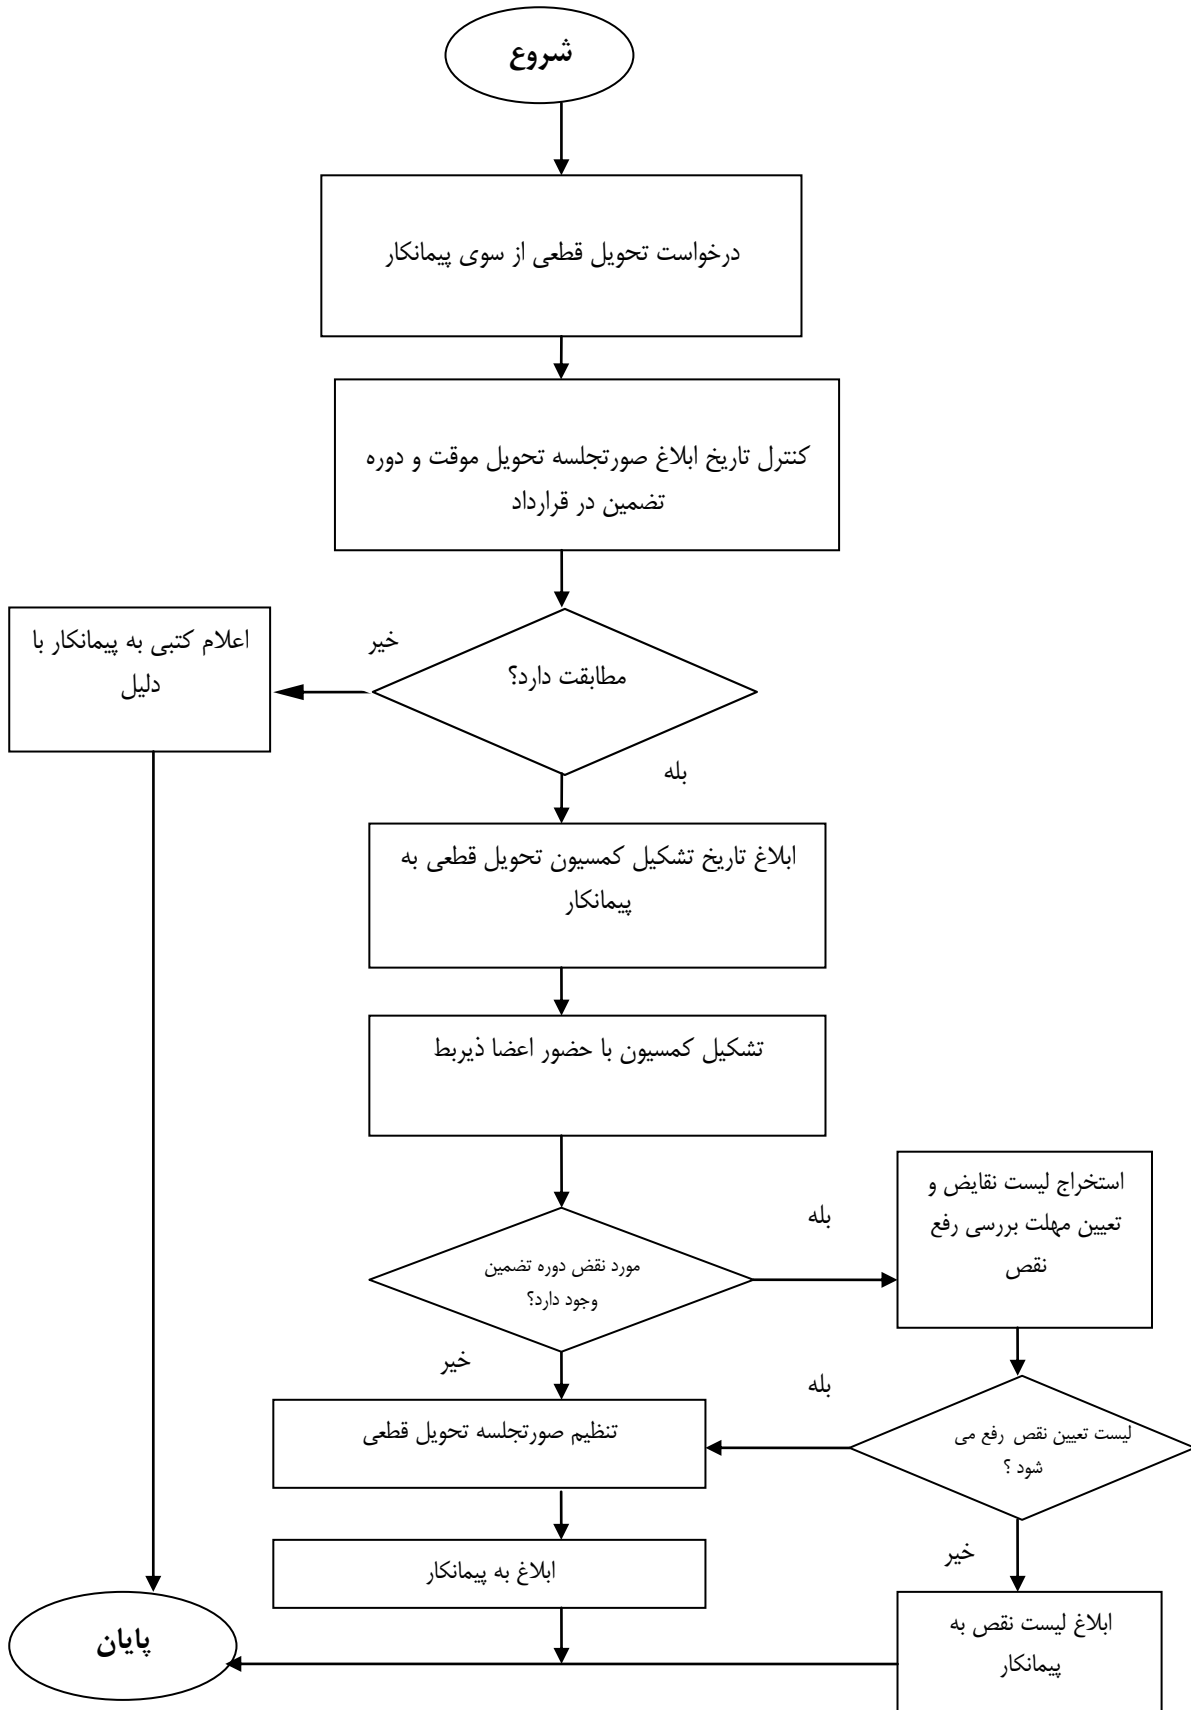 شروع
درخواست تحویل قطعی از سوی پیمانکار
کنترل تاریخ ابلاغ صورتجلسه تحویل موقت و دوره
تضمین در قرارداد
مطابقت دارد؟
خیر
اعلام کتبی به پیمانکار با
دلیل
بله
ابلاغ تاریخ تشکیل کمسیون تحویل قطعی به
پیمانکار
تشکیل کمسیون با حضور اعضا ذیربط
مورد نقض دوره تضمین
وجود دارد؟
بله
استخراج لیست نقایض و
تعیین مهلت بررسی رفع
نقص
خیر
بله
لیست تعیین نقص رفع می
شود ؟
تنظیم صورتجلسه تحویل قطعی
خیر
ابلاغ به پیمانکار
ابلاغ لیست نقص به
پیمانکار
پایان